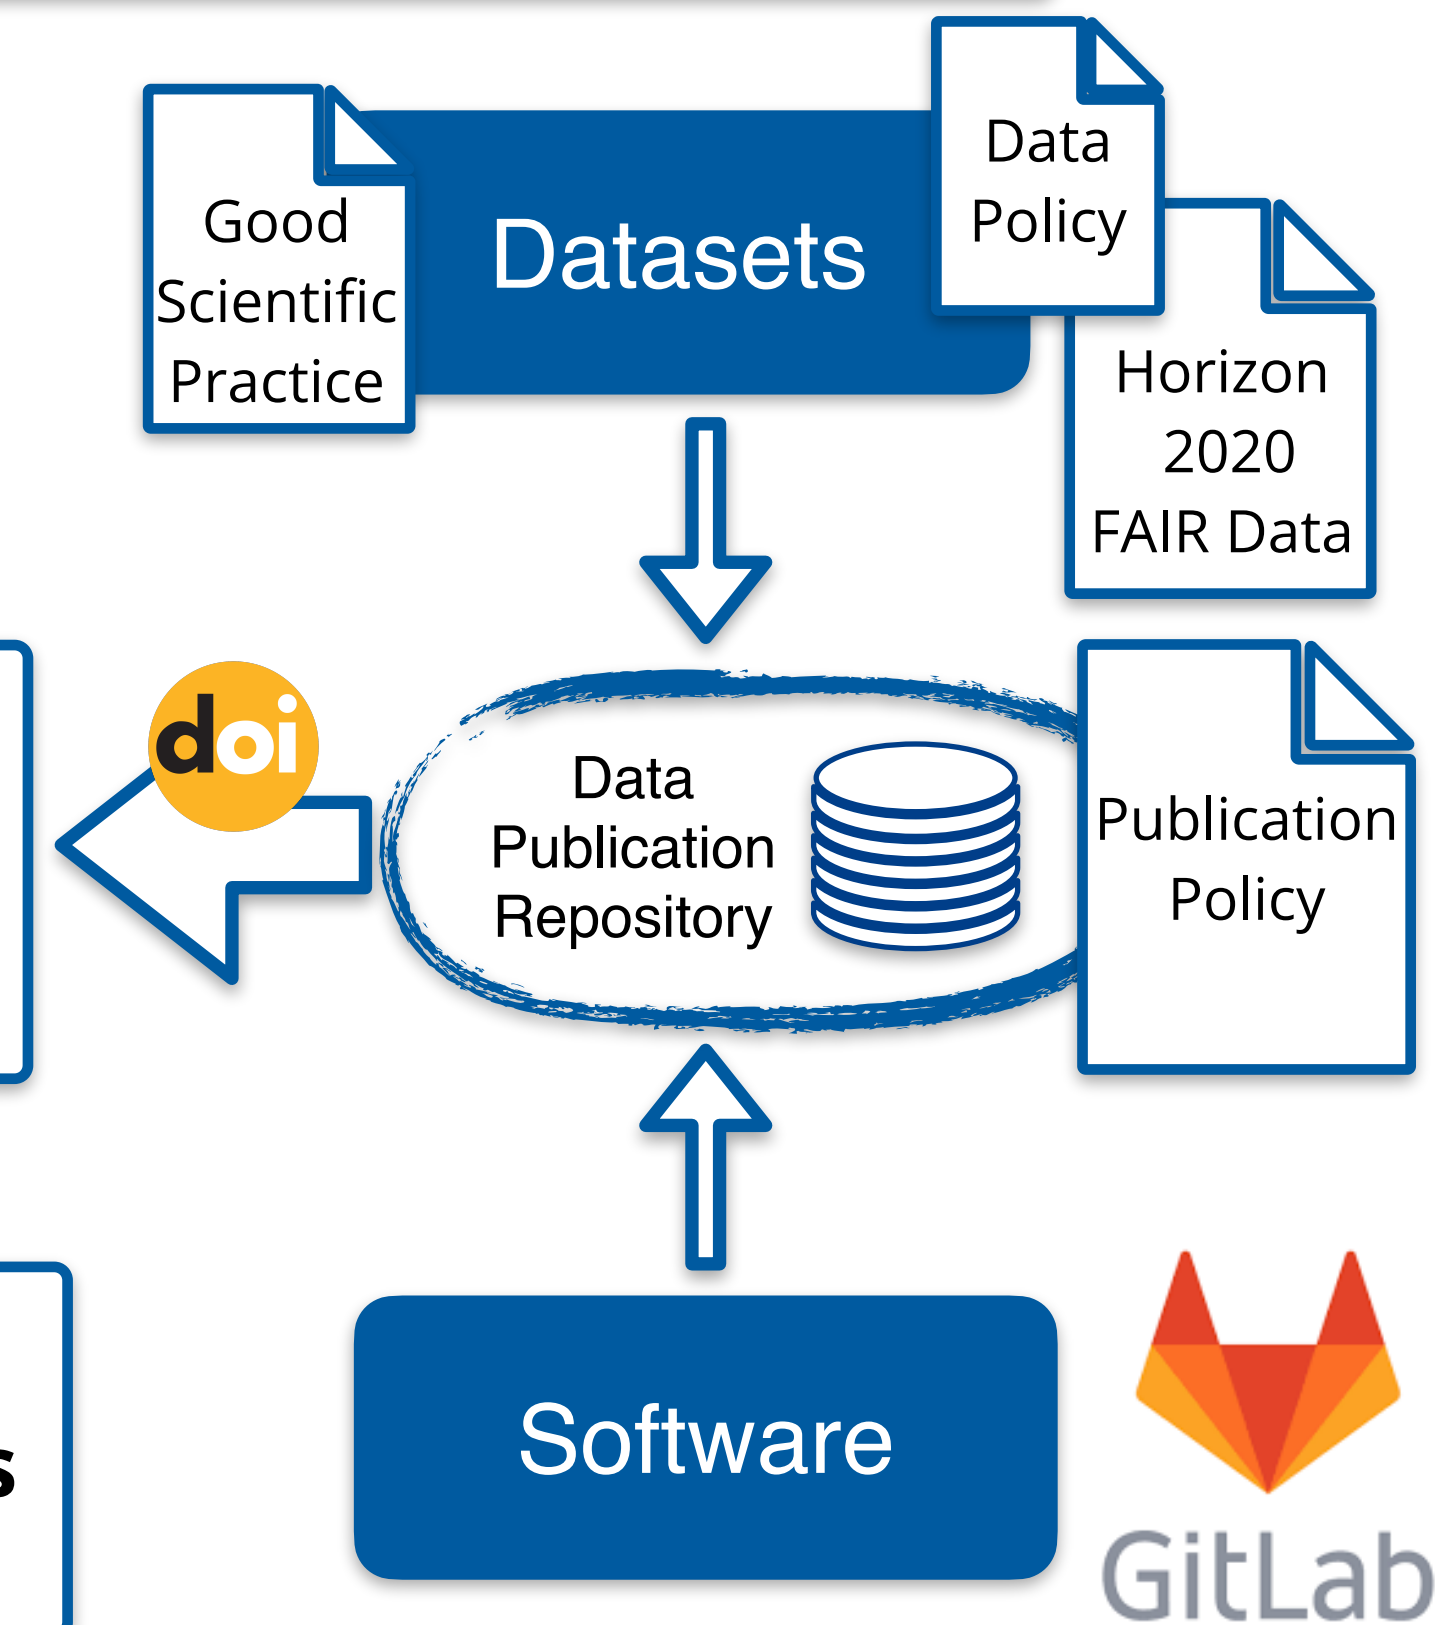 Good
Scientific
Practice
Datasets
Data
Policy
Horizon
2020
FAIR Data
doi
Data
Publication
Repository
Publication
Policy
s
Software
GitLab